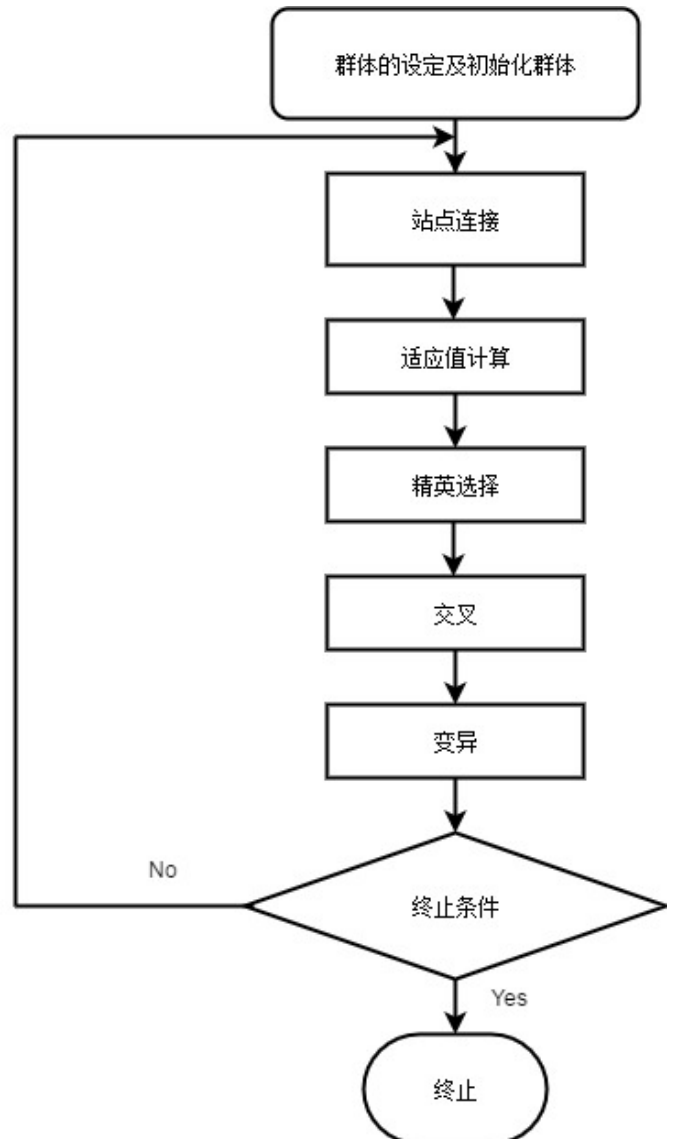 群体的设定及初始化群体
站点连接
适应值计算
精英选择
交叉
变异
No
终止条件
Yes
终止